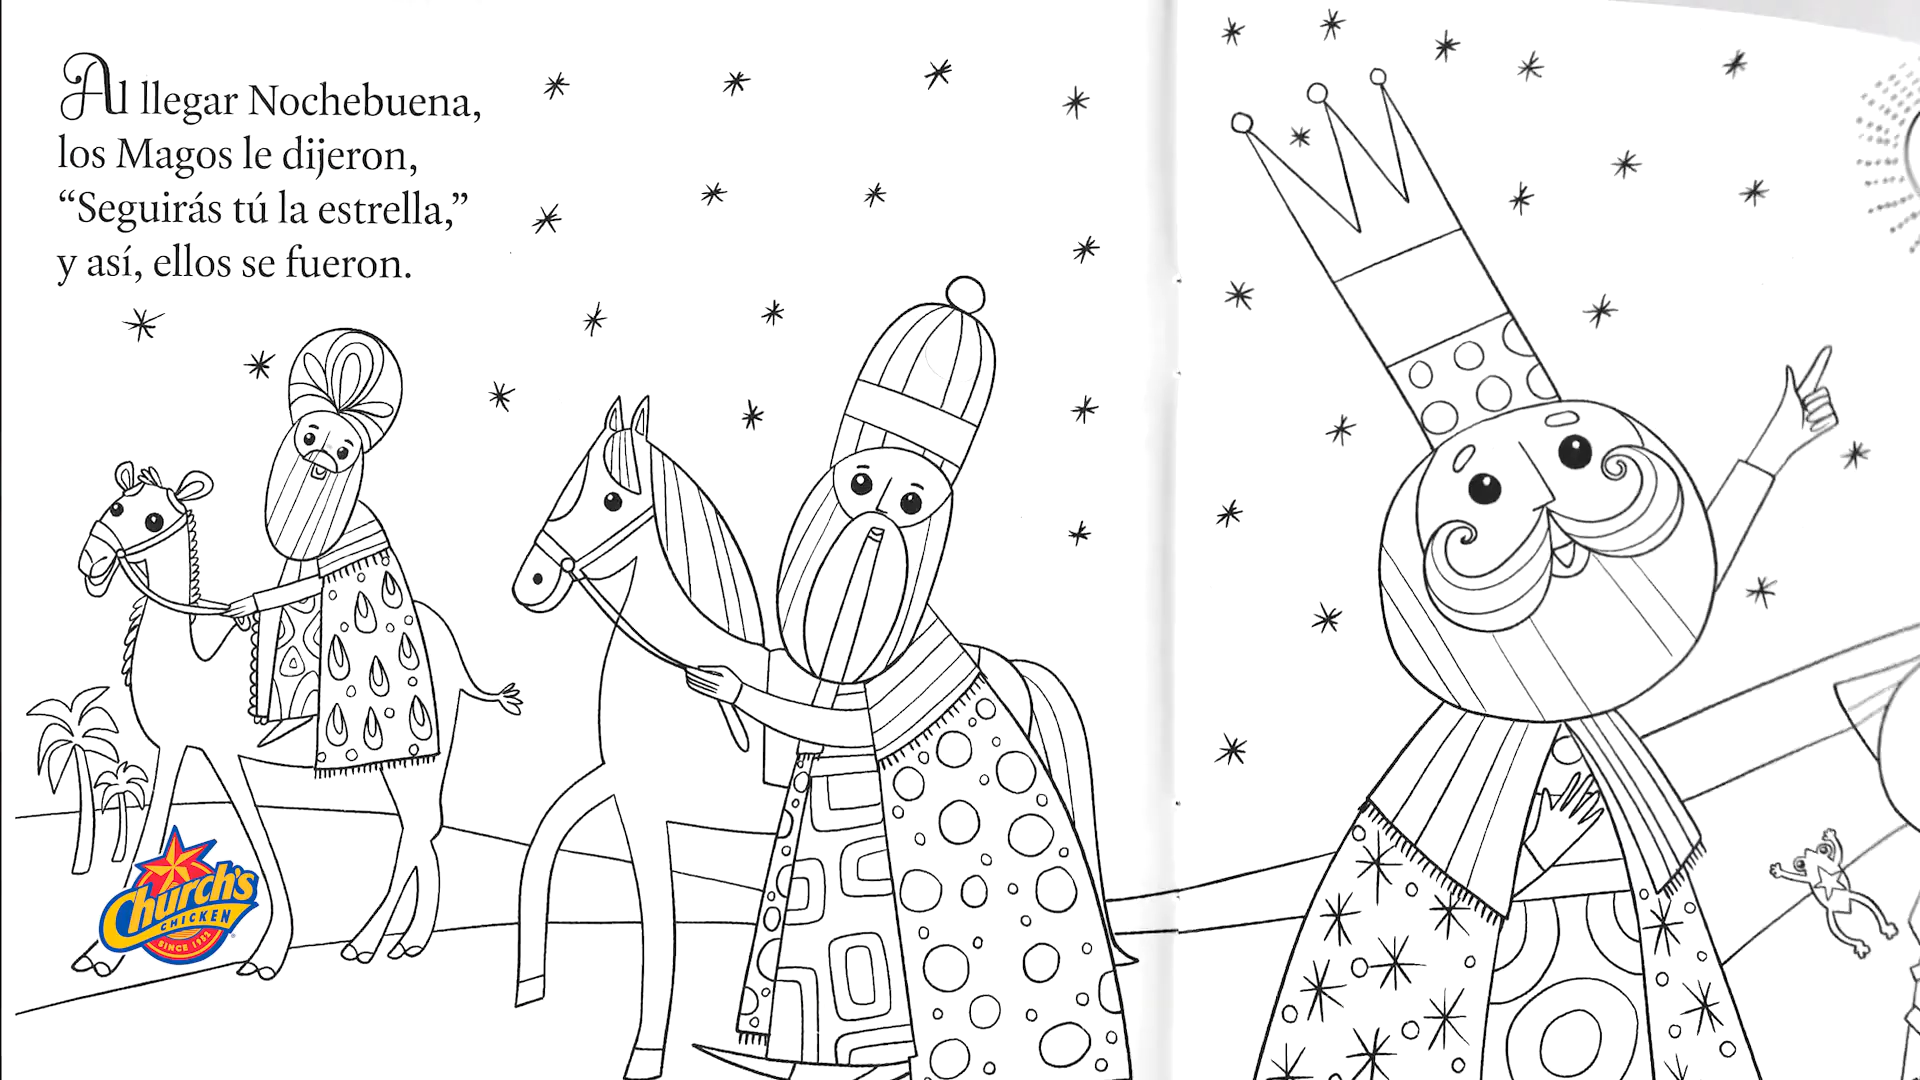 Al llegar Nochebuena,
los Magos le dijeron,
“Seguirás tú la estrella,”
y así, ellos se fueron.
Church's
CHICKEN
SINCE 1952